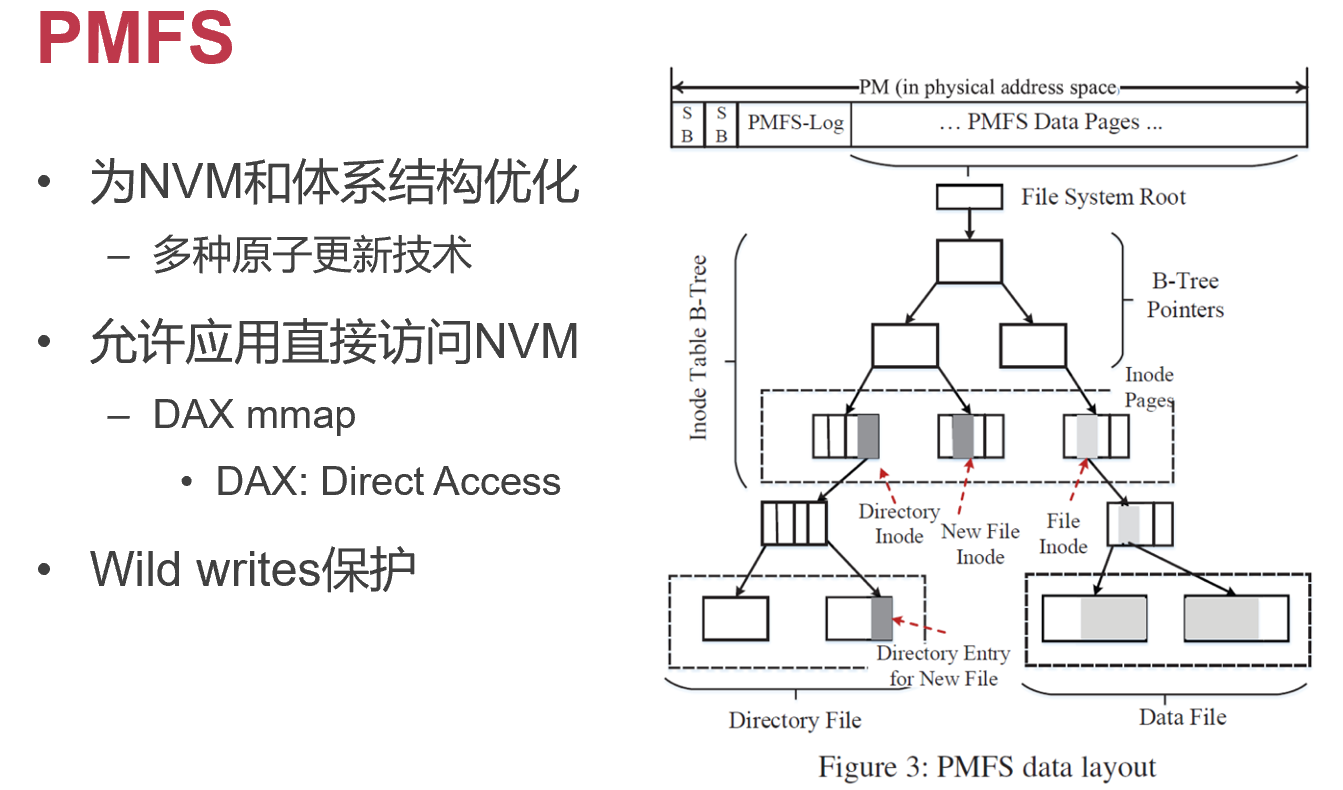 PMFS
• 为NVM和体系结构优化
– 多种原子更新技术
• 允许应用直接访问NVM
– DAX mmap
• DAX: Direct Access
• Wild writes保护
PM (in physical address space
S
B
S
B
PMFS-Log
... PMFS Data Pages ...
File System Root
Inode Table B-Tree
B-Tree
Pointers
Inode
Pages
Directory
Inode
New File
Inode
File
Inode
Directory Entry
for New File
Directory File
Data File
Figure 3: PMFS data layout